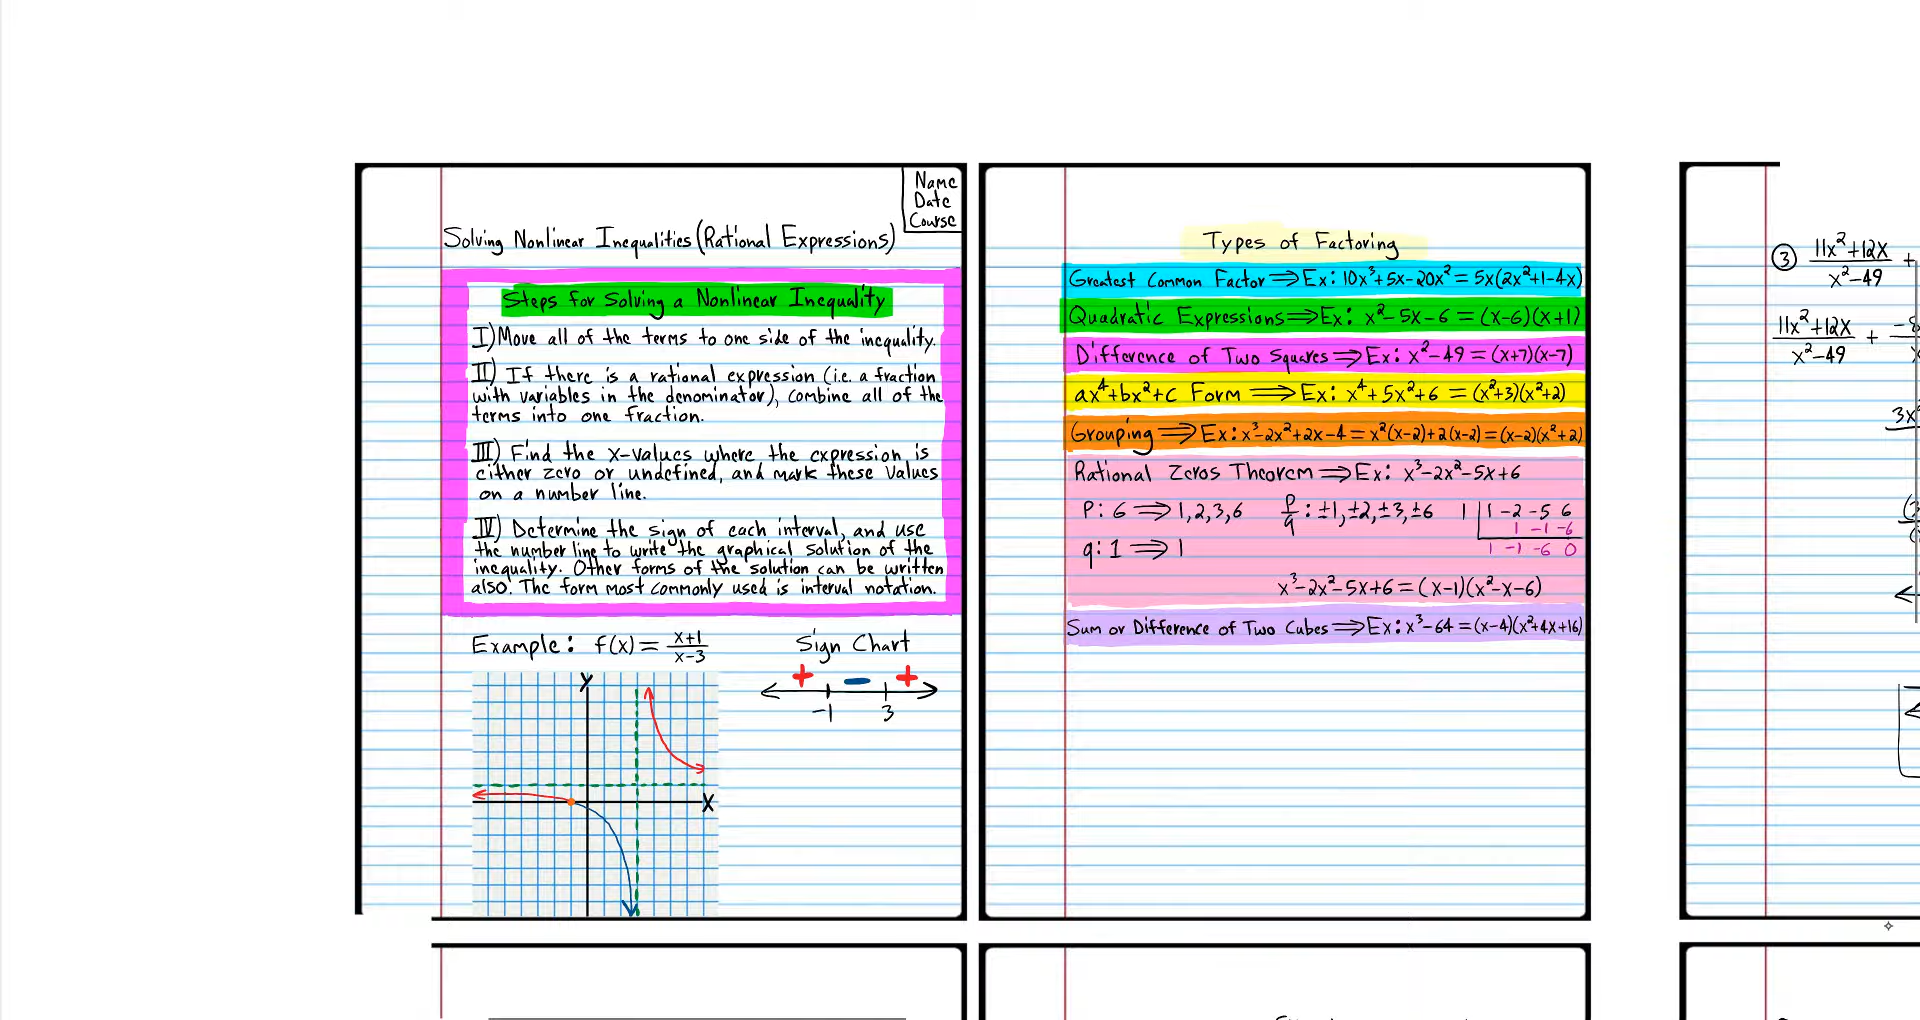 Name
Date
Course
Solving Nonlinear Inequalities (Rational Expressions)
Steps for Solving a Nonlinear Inequality
I) Move all of the terms to one side of the inequality.
II) If there is a rational expression (i.e. a fraction
with variables in the denominator), combine all of the
terms into one fraction.
III) Find the x-values where the expression is
either zero or undefined, and mark these values
on a number line.
IV) Determine the sign of each interval, and use
the number line to write the graphical solution of the
inequality. Other forms of the solution can be written
also. The form most commonly used is interval notation.
Example: f(x) = (x+1)/(x-3)
Sign Chart
+ − +
-1 3
Y
X
Types of Factoring
Greatest Common Factor ⇒ Ex: 10x³+5x-20x² = 5x(2x²+1-4x)
Quadratic Expressions ⇒ Ex: x²-5x-6 = (x-6)(x+1)
Difference of Two Squares ⇒ Ex: x²-49 = (x+7)(x-7)
ax⁴+bx²+c Form ⇒ Ex: x⁴+5x²+6 = (x²+3)(x²+2)
Grouping ⇒ Ex: x³-2x²+2x-4 = x²(x-2)+2(x-2) = (x-2)(x²+2)
Rational Zeros Theorem ⇒ Ex: x³-2x²-5x+6
P: 6 ⇒ 1,2,3,6
P/q: ±1,±2,±3,±6
1 | 1 -2 -5 6
1 -1 -6
1 -1 -6 0
q: 1 ⇒ 1
x³-2x²-5x+6 = (x-1)(x²-x-6)
Sum or Difference of Two Cubes ⇒ Ex: x³-64 = (x-4)(x²+4x+16)
③ (11x²+12x)/(x²-49) +
(11x²+12x)/(x²-49) +